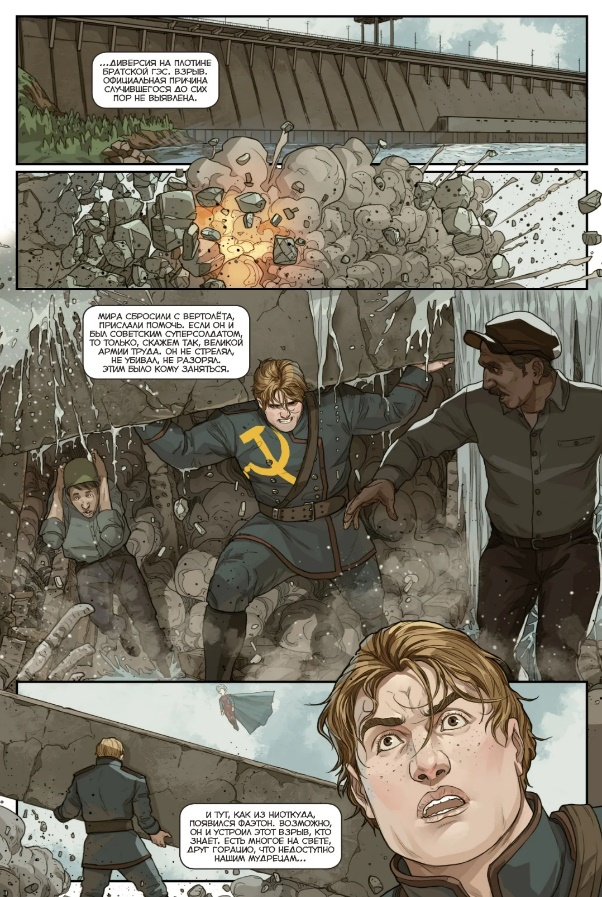 ...ДИВЕРСИЯ НА ПЛОТИНЕ
БРАТСКОЙ ГЭС. ВЗРЫВ.
ОФИЦИАЛЬНАЯ ПРИЧИНА
СЛУЧИВШЕГОСЯ ДО СИХ
ПОР НЕ ВЫЯВЛЕНА.
МИРА СБРОСИЛИ С ВЕРТОЛЁТА,
ПРИСЛАЛИ ПОМОЧЬ. ЕСЛИ ОН И
БЫЛ СОВЕТСКИМ СУПЕРСОЛДАТОМ,
ТО ТОЛЬКО, СКАЖЕМ ТАК, ВЕЛИКОЙ
АРМИИ ТРУДА. ОН НЕ СТРЕЛЯЛ,
НЕ УБИВАЛ, НЕ РАЗОРЯЛ.
ЭТИМ БЫЛО КОМУ ЗАНЯТЬСЯ.
И ТУТ, КАК ИЗ НИОТКУДА,
ПОЯВИЛСЯ ФАЭТОН. ВОЗМОЖНО,
ОН И УСТРОИЛ ЭТОТ ВЗРЫВ, КТО
ЗНАЕТ. ЕСТЬ МНОГОЕ НА СВЕТЕ,
ДРУГ ГОРАЦИО, ЧТО НЕДОСТУПНО
НАШИМ МУДРЕЦАМ...